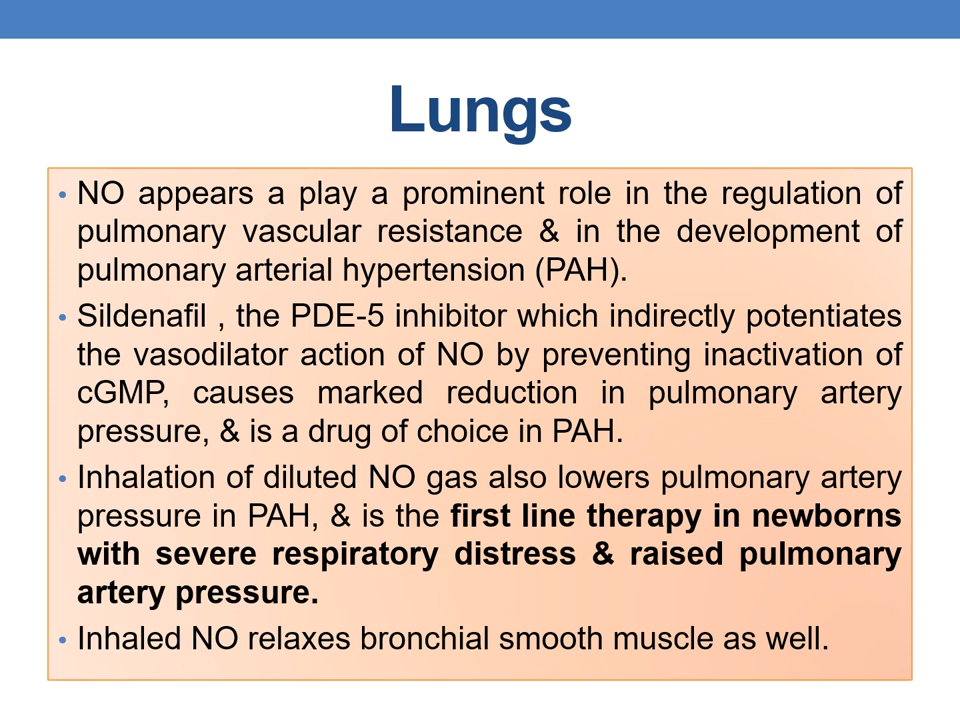 Lungs
• NO appears a play a prominent role in the regulation of
pulmonary vascular resistance & in the development of
pulmonary arterial hypertension (PAH).
• Sildenafil , the PDE-5 inhibitor which indirectly potentiates
the vasodilator action of NO by preventing inactivation of
cGMP, causes marked reduction in pulmonary artery
pressure, & is a drug of choice in PAH.
• Inhalation of diluted NO gas also lowers pulmonary artery
pressure in PAH, & is the first line therapy in newborns
with severe respiratory distress & raised pulmonary
artery pressure.
• Inhaled NO relaxes bronchial smooth muscle as well.